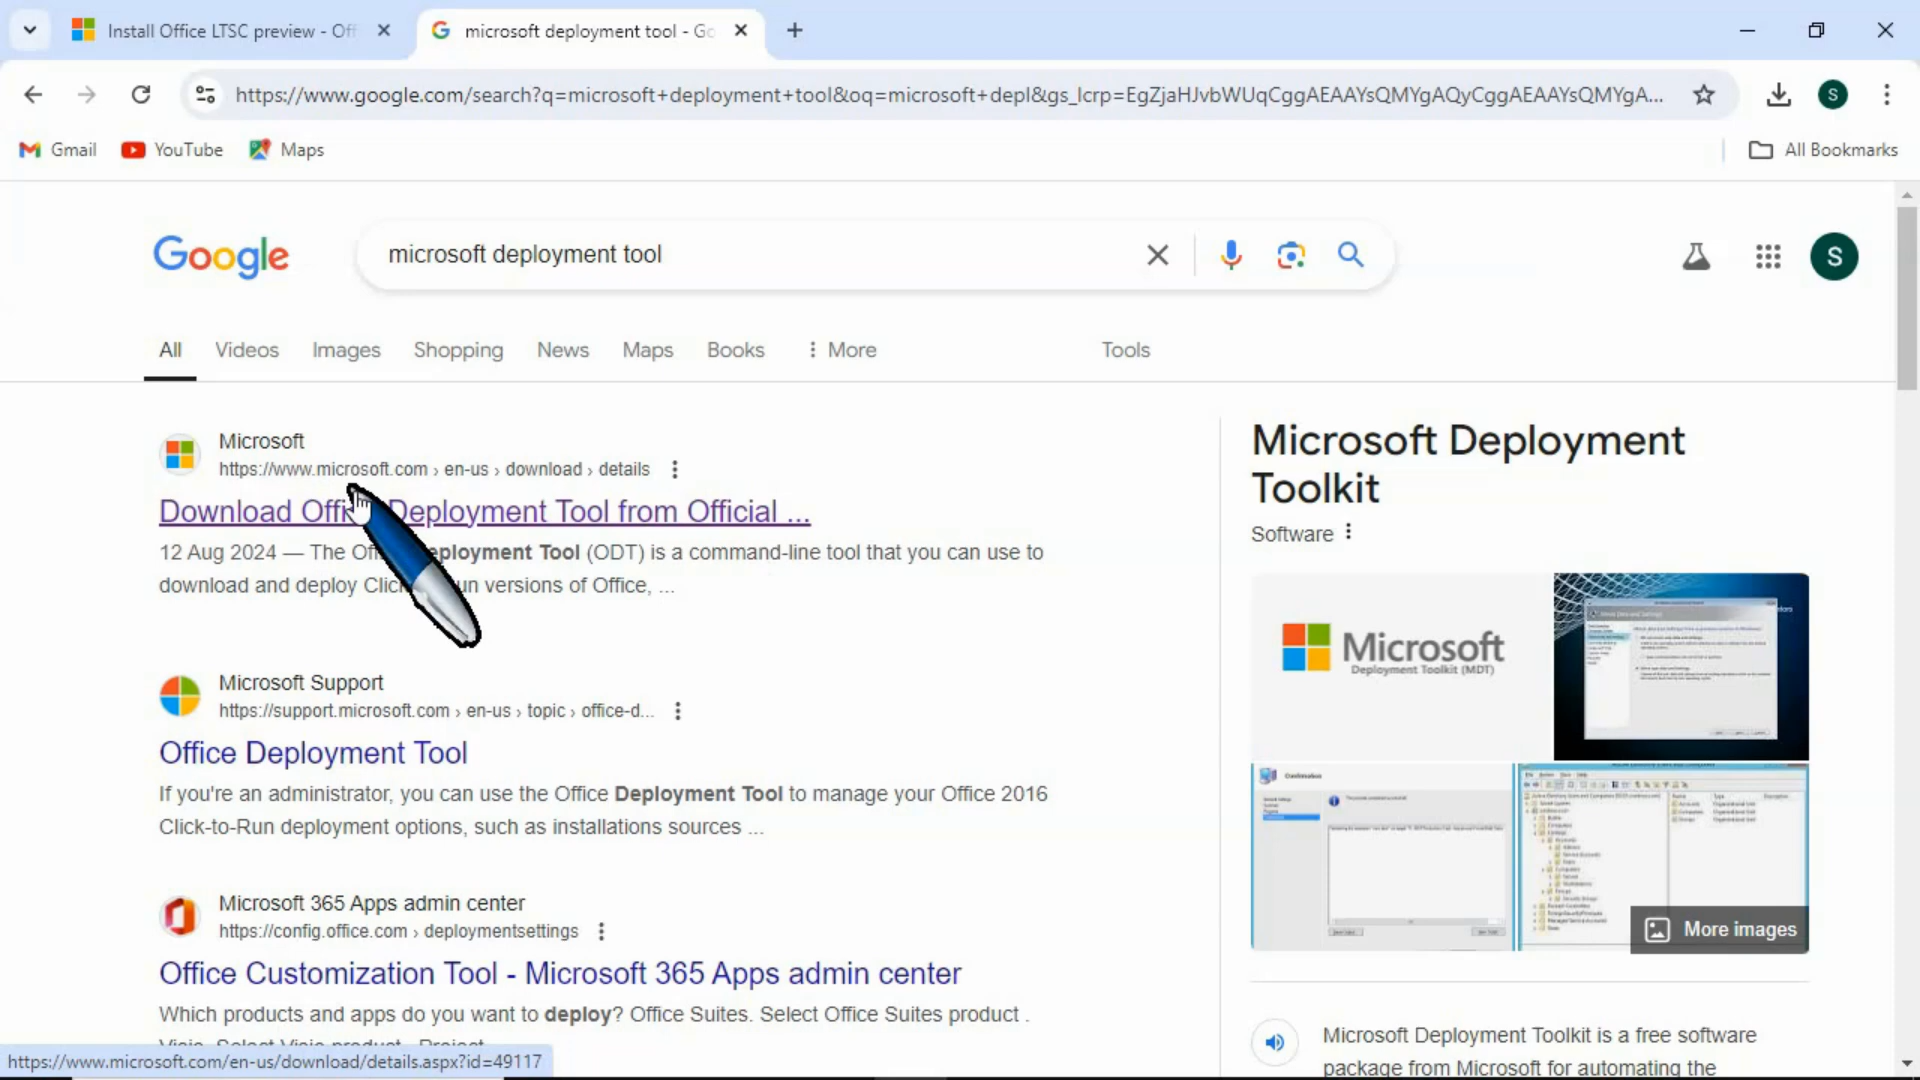 Install Office LTSC preview - Off
microsoft deployment tool - Go
https://www.google.com/search?q=microsoft+deployment+tool&oq=microsoft+depl&gs_lcrp=EgZjaHJvbWUqCggAEAAYsQMYgAQyCggAEAAYsQMYgA...
S
Gmail
YouTube
Maps
All Bookmarks
Google
microsoft deployment tool
S
All
Videos
Images
Shopping
News
Maps
Books
More
Tools
Microsoft
https://www.microsoft.com › en-us › download › details
Download Offi Deployment Tool from Official ...
12 Aug 2024 — The Of eployment Tool (ODT) is a command-line tool that you can use to
download and deploy Clic un versions of Office, ...
Microsoft Support
https://support.microsoft.com › en-us › topic › office-d...
Office Deployment Tool
If you're an administrator, you can use the Office Deployment Tool to manage your Office 2016
Click-to-Run deployment options, such as installations sources ...
Microsoft 365 Apps admin center
https://config.office.com › deploymentsettings
Office Customization Tool - Microsoft 365 Apps admin center
Which products and apps do you want to deploy? Office Suites. Select Office Suites product .
https://www.microsoft.com/en-us/download/details.aspx?id=49117
Microsoft Deployment
Toolkit
Software
Microsoft
Deployment Toolkit (MDT)
Confirmation
More images
Microsoft Deployment Toolkit is a free software
package from Microsoft for automating the